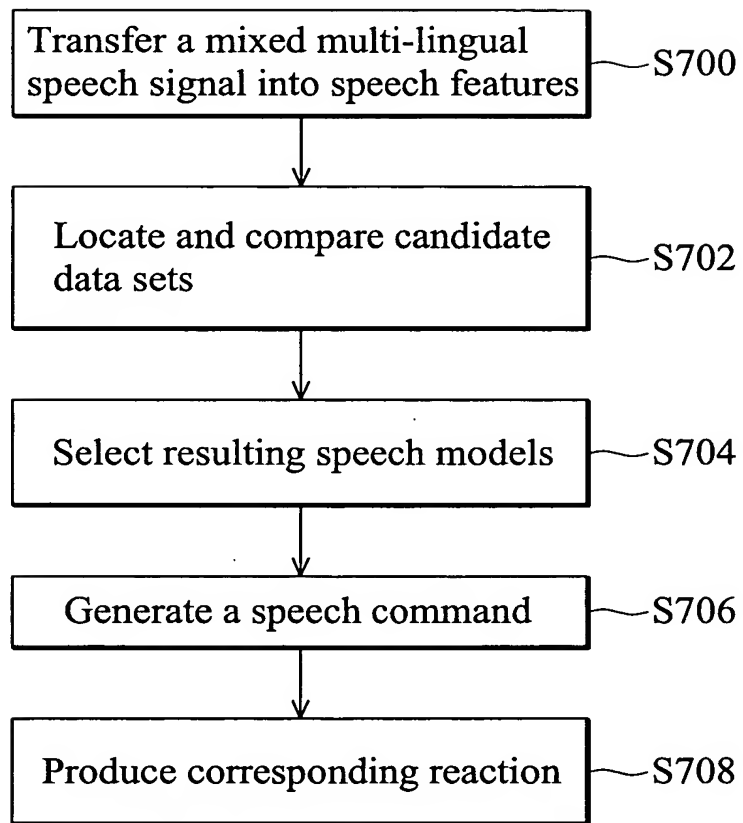 Transfer a mixed multi-lingual
speech signal into speech features
S700
Locate and compare candidate
data sets
S702
Select resulting speech models
S704
Generate a speech command
S706
Produce corresponding reaction
S708